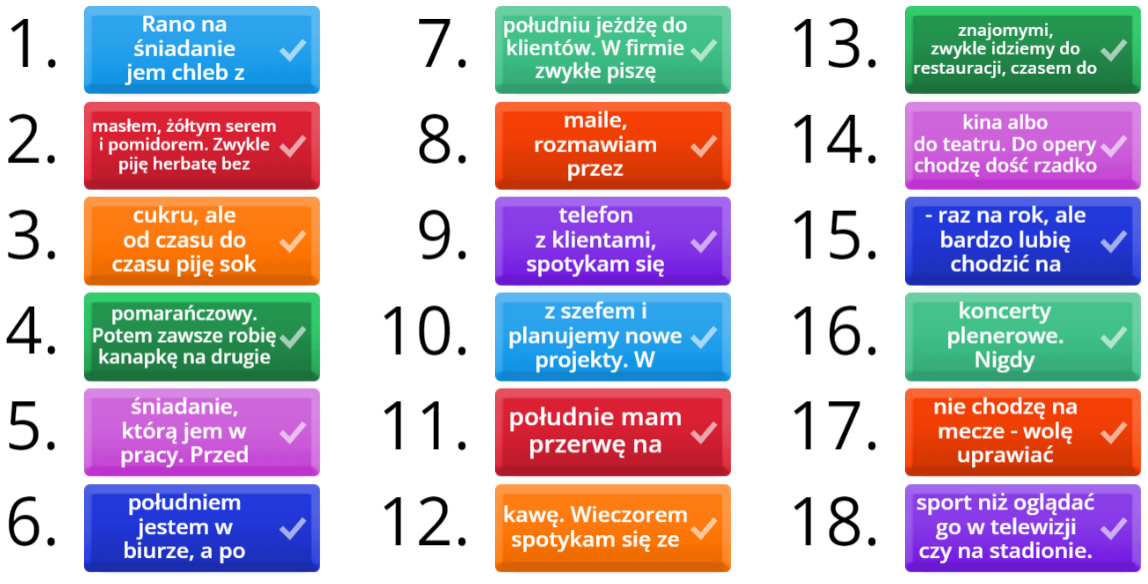 1.
Rano na
śniadanie
jem chleb z
2.
masłem, żółtym serem
i pomidorem. Zwykle
piję herbatę bez
3.
cukru, ale
od czasu do
czasu piję sok
4.
pomarańczowy.
Potem zawsze robię
kanapkę na drugie
5.
śniadanie,
którą jem w
pracy. Przed
6.
południem
jestem w
biurze, a po
7.
południu jeżdżę do
klientów. W firmie
zwykłe piszę
8.
maile,
rozmawiam
przez
9.
telefon
z klientami,
spotykam się
10.
z szefem i
planujemy nowe
projekty. W
11.
południe mam
przerwę na
12.
kawę. Wieczorem
spotykam się ze
13.
znajomymi,
zwykle idziemy do
restauracji, czasem do
14.
kina albo
do teatru. Do opery
chodzę dość rzadko
15.
- raz na rok, ale
bardzo lubię
chodzić na
16.
koncerty
plenerowe.
Nigdy
17.
nie chodzę na
mecze - wolę
uprawiać
18.
sport niż oglądać
go w telewizji
czy na stadionie.